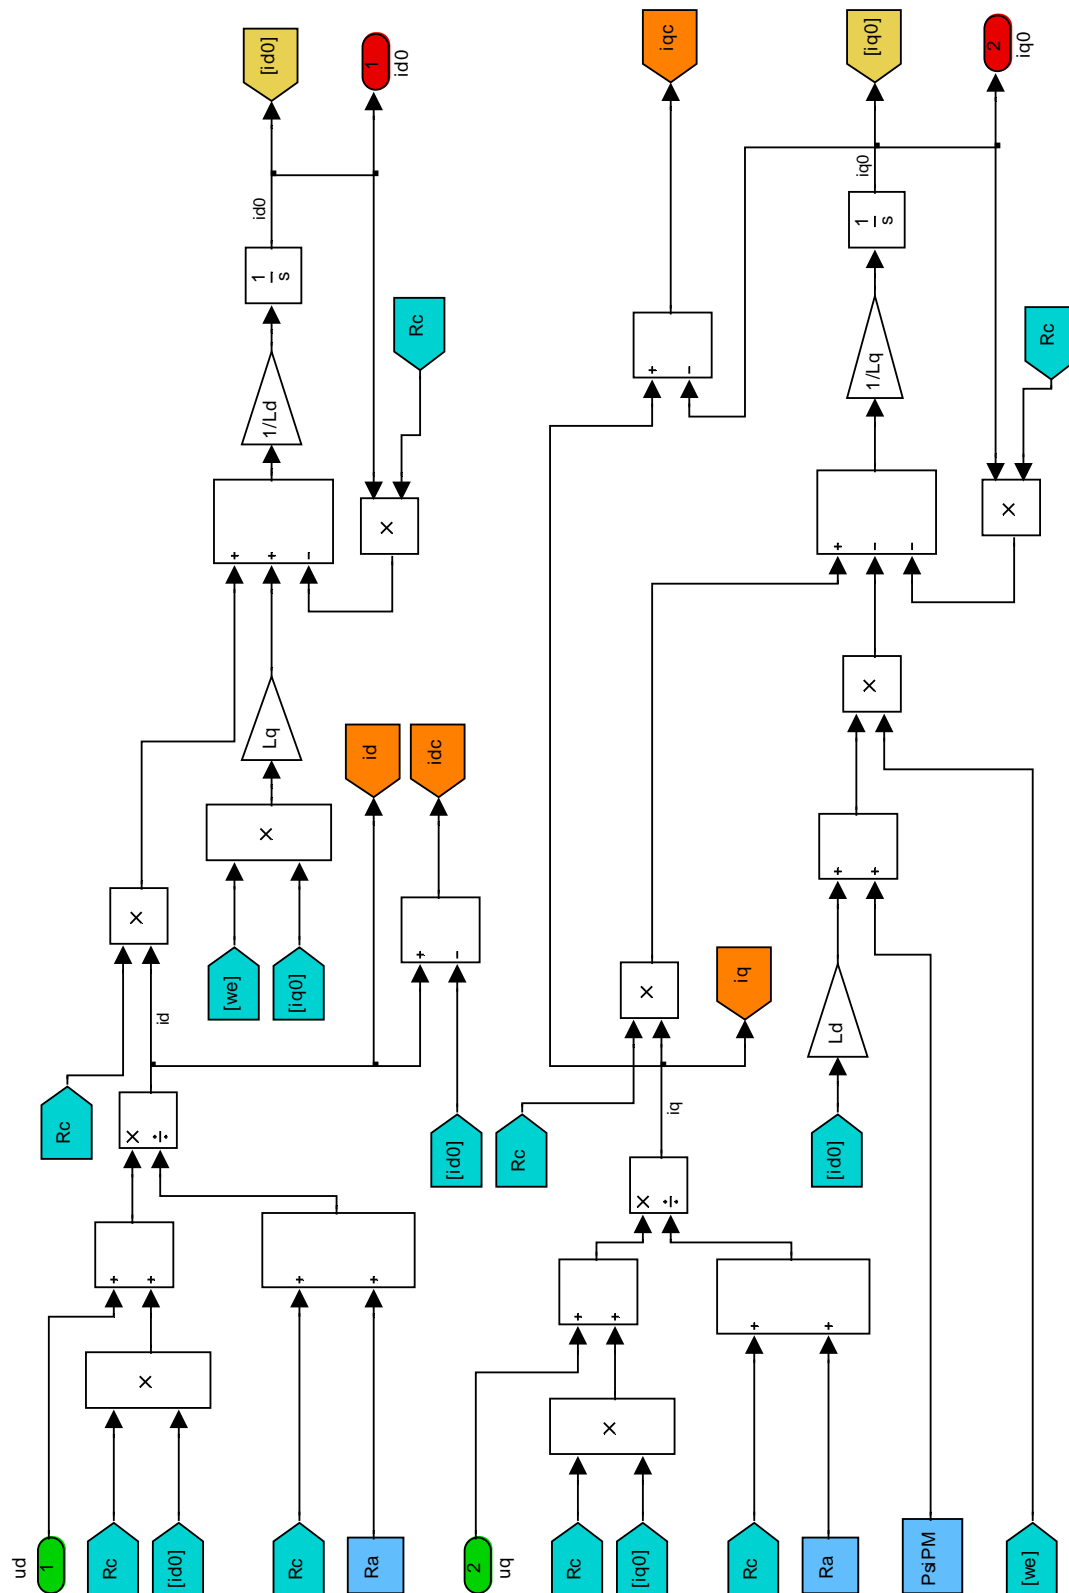 ud
1
Rc
[id0]
Rc
Ra
+
+
×
×
÷
+
+
Rc
id
×
[we]
[iq0]
×
Lq
id
idc
[id0]
+
-
+
+
-
1/Ld
×
Rc
1
s
id0
[id0]
1
id0
uq
2
Rc
[iq0]
Rc
Ra
PsiPM
[we]
×
+
+
+
+
×
÷
iq
Rc
×
iq
[id0]
Ld
+
+
×
+
-
-
1/Lq
×
Rc
+
-
1
s
iq0
iqc
[iq0]
2
iq0